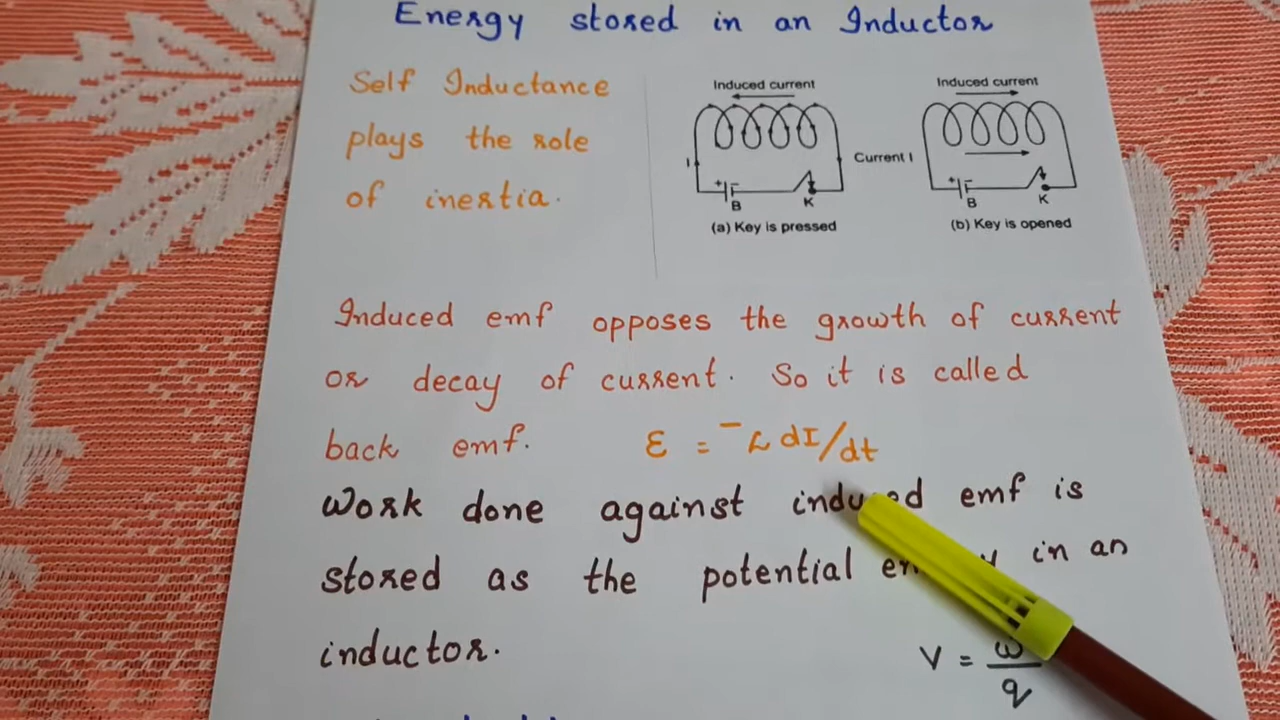 Energy stored in an Inductor
Self Inductance
plays the role
of inertia.
Induced current
I
B
K
(a) Key is pressed
Current I
Induced current
B
K
(b) Key is opened
Induced emf opposes the growth of current
or decay of current. So it is called
back emf. ε = -L dI/dt
Work done against induced emf is
stored as the potential in an
inductor.
V = w/q